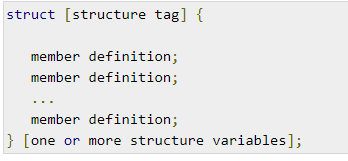 struct [structure tag] {
member definition;
member definition;
...
member definition;
} [one or more structure variables];